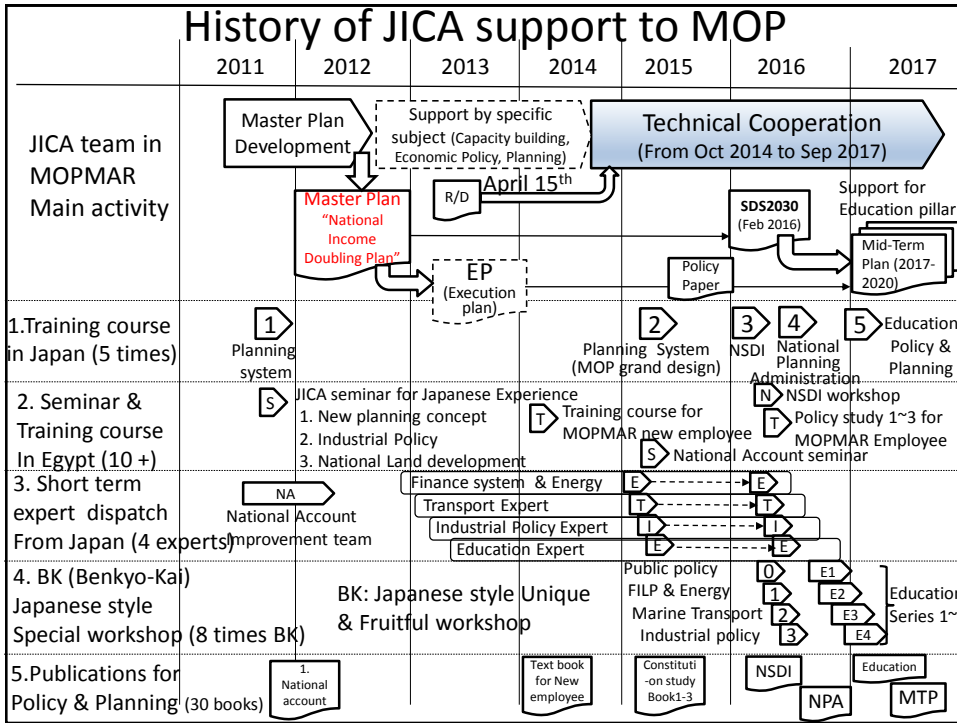 History of JICA support to MOP
2011 2012 2013 2014 2015 2016 2017
JICA team in
MOPMAR
Main activity
Master Plan
Development
Support by specific
subject (Capacity building,
Economic Policy, Planning)
Technical Cooperation
(From Oct 2014 to Sep 2017)
Master Plan
“National
Income
Doubling Plan”
R/D
April 15th
SDS2030
(Feb 2016)
Support for
Education pillar
Mid-Term
Plan (2017-
2020)
EP
(Execution
plan)
Policy
Paper
1.Training course
in Japan (5 times)
1
Planning
system
2
Planning System
(MOP grand design)
3
NSDI
4
National
Planning
Administration
5
Education
Policy &
Planning
2. Seminar &
Training course
In Egypt (10 +)
S
JICA seminar for Japanese Experience
1. New planning concept
2. Industrial Policy
3. National Land development
T
Training course for
MOPMAR new employee
S
National Account seminar
N
NSDI workshop
T
Policy study 1~3 for
MOPMAR Employee
3. Short term
expert dispatch
From Japan (4 experts)
NA
National Account
Improvement team
Finance system & Energy E E
Transport Expert T T
Industrial Policy Expert I I
Education Expert E E
4. BK (Benkyo-Kai)
Japanese style
Special workshop (8 times BK)
BK: Japanese style Unique
& Fruitful workshop
Public policy 0 E1
FILP & Energy 1 E2
Marine Transport 2 E3
Industrial policy 3 E4
Education
Series 1~
5.Publications for
Policy & Planning (30 books)
1.
National
account
Text book
for New
employee
Constituti
-on study
Book1-3
NSDI
NPA
Education
MTP